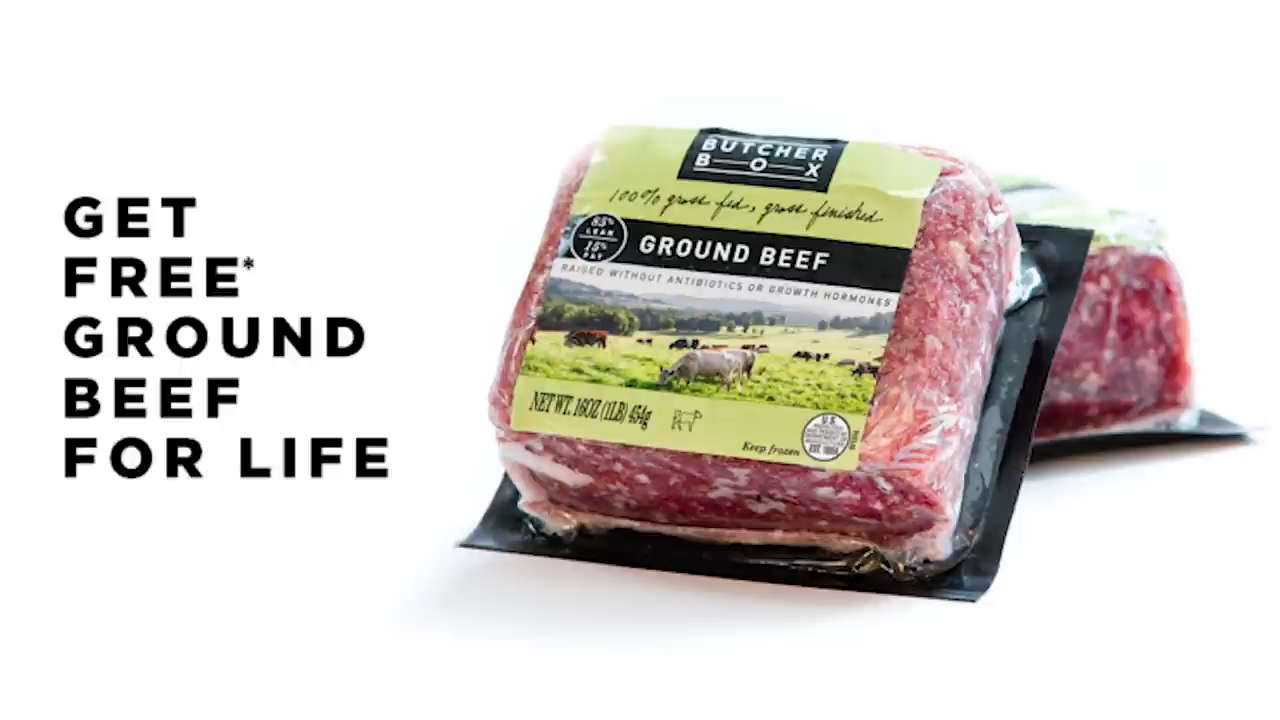 GET
FREE*
GROUND
BEEF
FOR LIFE
BUTCHER
BOX
100% grass fed, grass finished
85%
LEAN
15%
FAT
GROUND BEEF
RAISED WITHOUT ANTIBIOTICS OR GROWTH HORMONES
NET WT. 16OZ (1LB) 454g
Keep frozen
U.S.